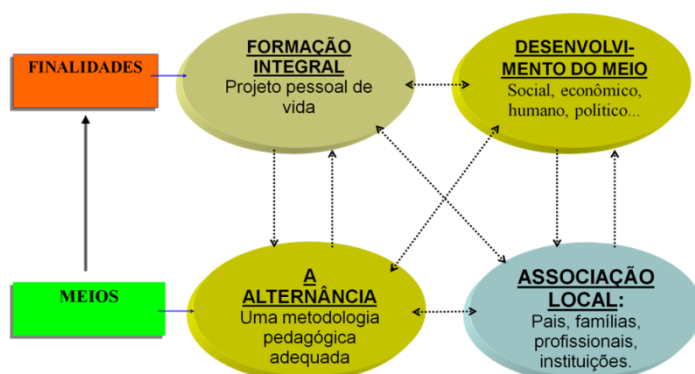 FINALIDADES
FORMAÇÃO
INTEGRAL
Projeto pessoal de
vida
DESENVOLVI-
MENTO DO MEIO
Social, econômico,
humano, político...
MEIOS
A
ALTERNÂNCIA
Uma metodologia
pedagógica
adequada
ASSOCIAÇÃO
LOCAL:
Pais, famílias,
profissionais,
instituições.